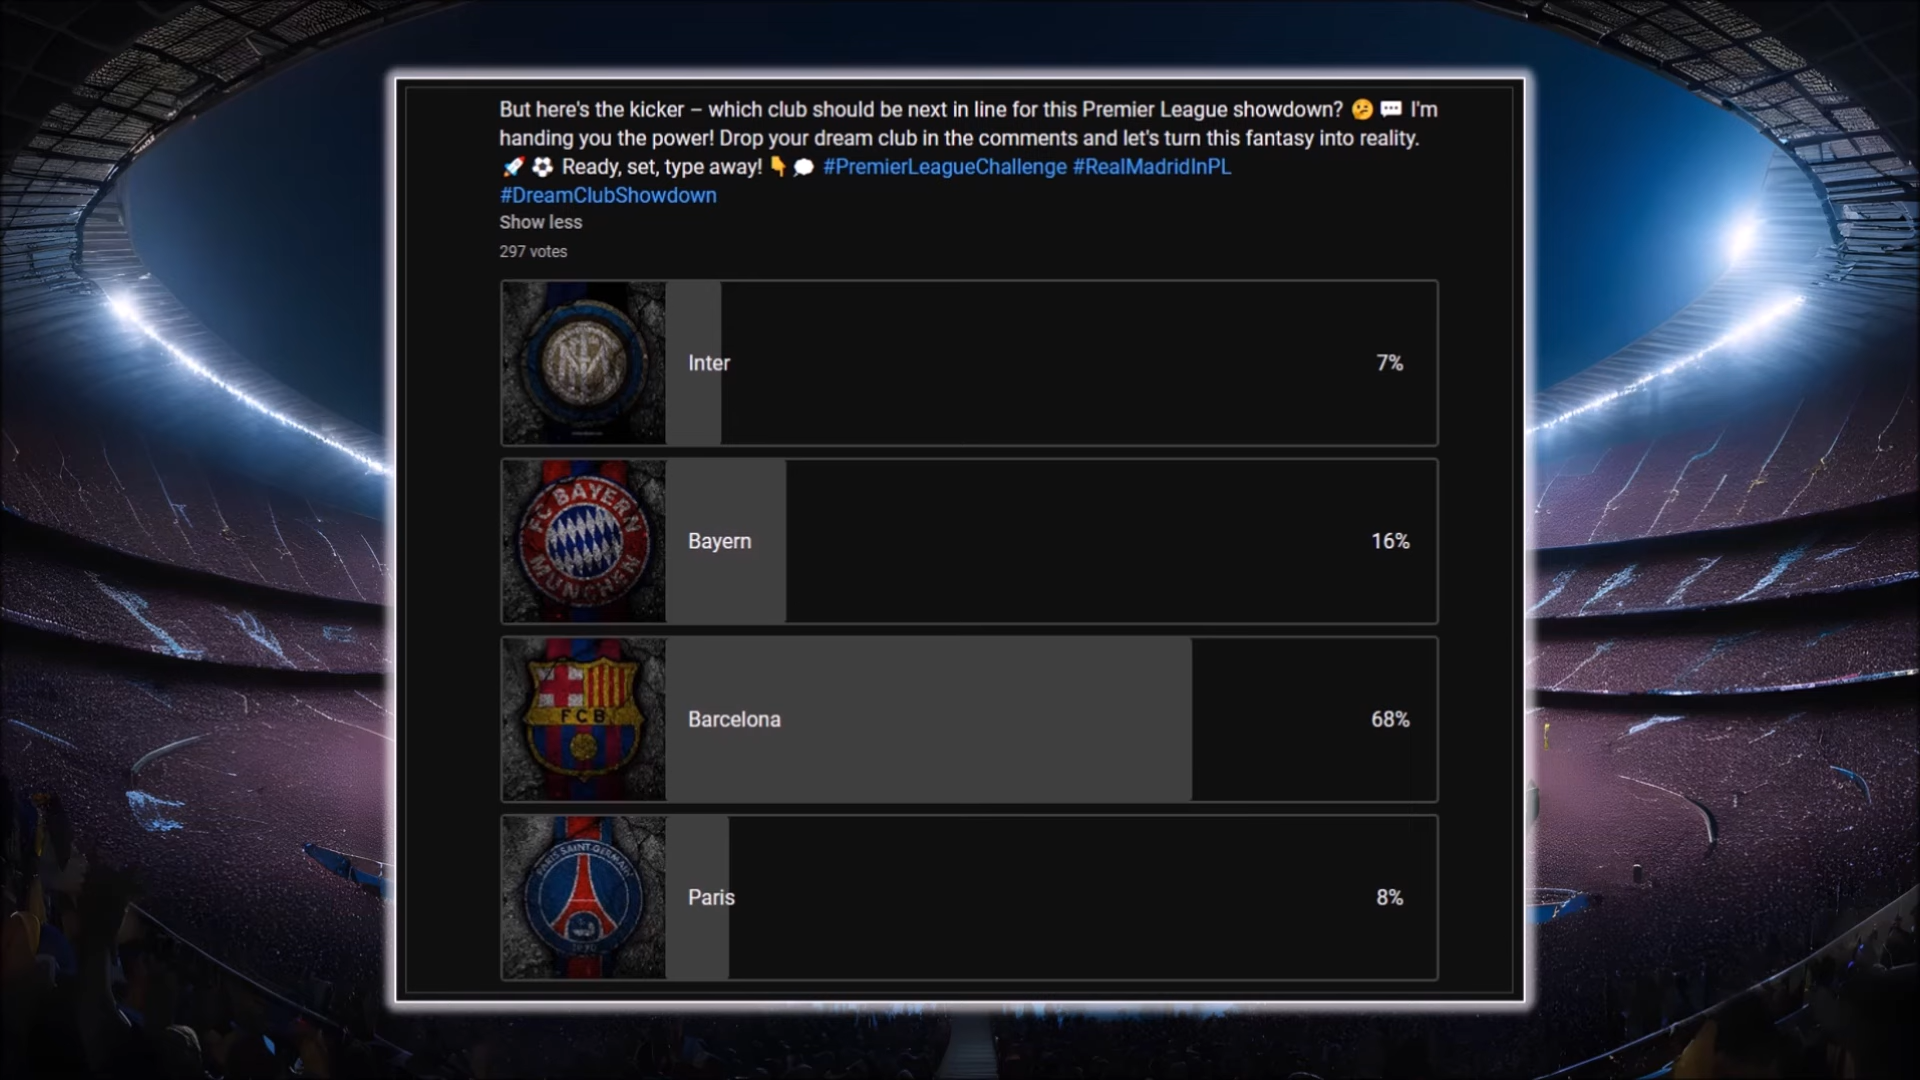 But here's the kicker – which club should be next in line for this Premier League showdown? 🤔 💬 I'm
handing you the power! Drop your dream club in the comments and let's turn this fantasy into reality.
🚀 ⚽ Ready, set, type away! 👇 💭 #PremierLeagueChallenge #RealMadridInPL
#DreamClubShowdown
Show less
297 votes
Inter 7%
FC BAYERN
MÜNCHEN
Bayern 16%
FCB
Barcelona 68%
PARIS SAINT-GERMAIN
1970
Paris 8%